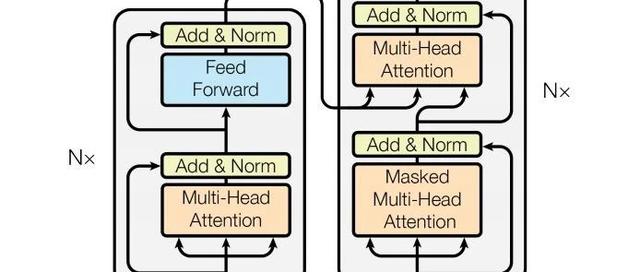 Add & Norm
Feed
Forward
Nx
Add & Norm
Multi-Head
Attention
Add & Norm
Multi-Head
Attention
Nx
Add & Norm
Masked
Multi-Head
Attention